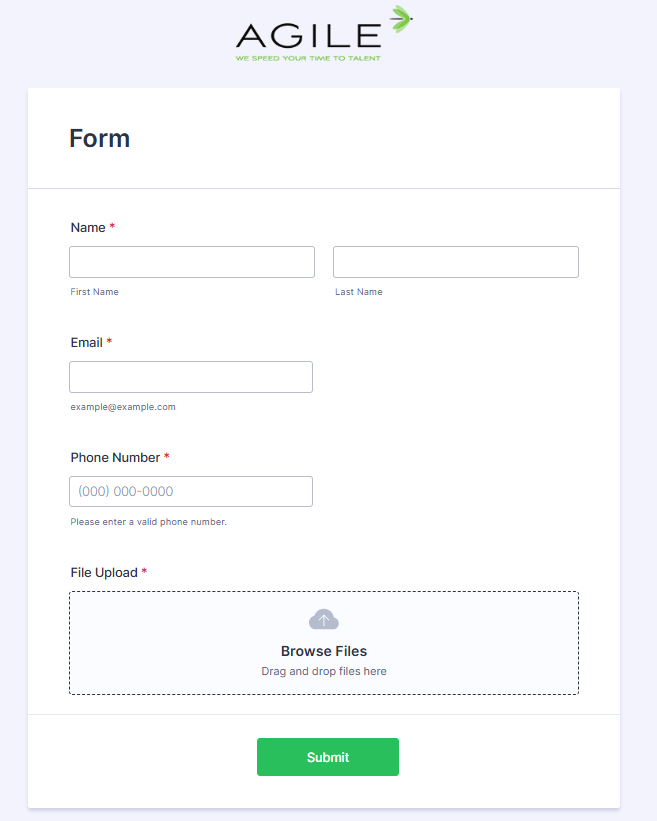 AGILE
WE SPEED YOUR TIME TO TALENT
Form
Name *
First Name
Last Name
Email *
example@example.com
Phone Number *
(000) 000-0000
Please enter a valid phone number.
File Upload *
Browse Files
Drag and drop files here
Submit